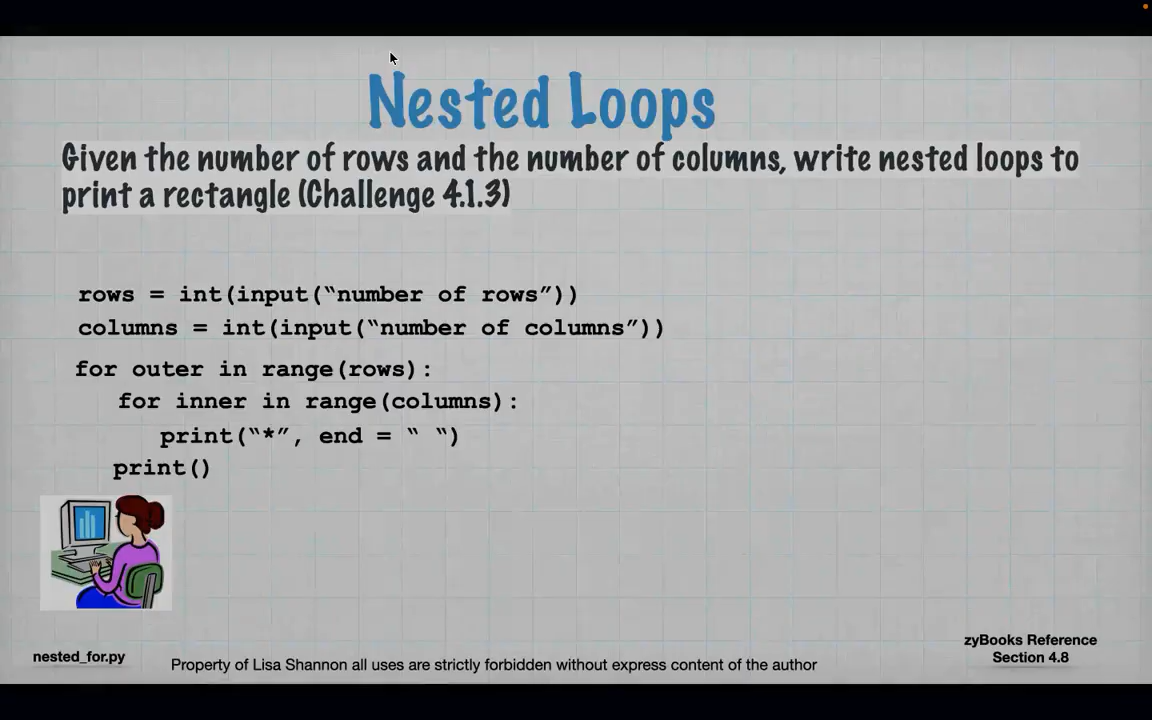 Nested Loops
Given the number of rows and the number of columns, write nested loops to
print a rectangle (Challenge 4.1.3)
rows = int(input(“number of rows”))
columns = int(input(“number of columns”))
for outer in range(rows):
for inner in range(columns):
print(“*”, end = “ “)
print()
nested_for.py
Property of Lisa Shannon all uses are strictly forbidden without express content of the author
zyBooks Reference
Section 4.8